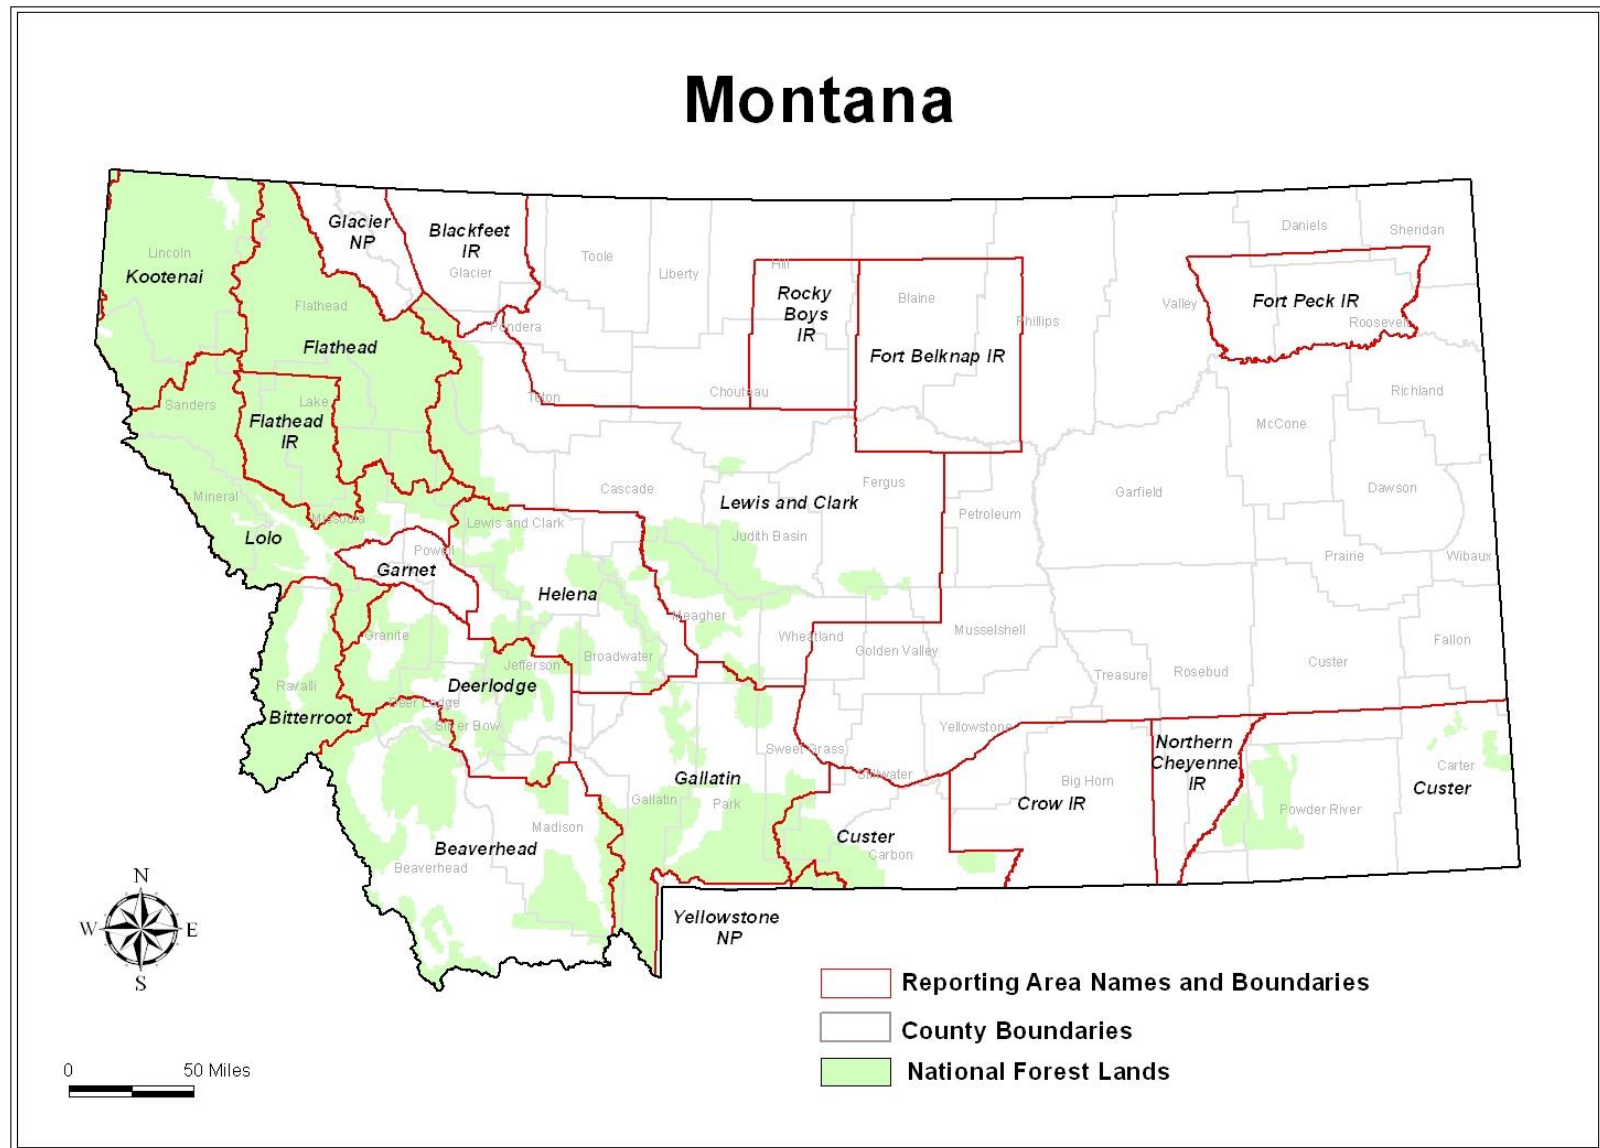 Montana
Daniels
Sheridan
Glacier
NP
Blackfeet
IR
Lincoln
Kootenai
Glacier
Toole
Liberty
Hill
Rocky
Boys
IR
Blaine
Phillips
Valley
Fort Peck IR
Roosevelt
Flathead
Flathead
Pondera
Fort Belknap IR
Sanders
Lake
Flathead
IR
Teton
Chouteau
Richland
McCone
Mineral
Missoula
Lolo
Cascade
Lewis and Clark
Fergus
Lewis and Clark
Judith Basin
Petroleum
Garfield
Dawson
Prairie
Wibaux
Powell
Garnet
Helena
Meagher
Wheatland
Golden Valley
Musselshell
Granite
Jefferson
Broadwater
Treasure
Rosebud
Custer
Fallon
Ravalli
Bitterroot
Deerlodge
Deer Lodge
Silver Bow
Yellowstone
Sweet Grass
Stillwater
Northern
Cheyenne
IR
Gallatin
Gallatin
Park
Big Horn
Crow IR
Carter
Custer
Powder River
Madison
Beaverhead
Beaverhead
Custer
Carbon
Yellowstone
NP
N
W
E
S
Reporting Area Names and Boundaries
County Boundaries
National Forest Lands
0
50 Miles